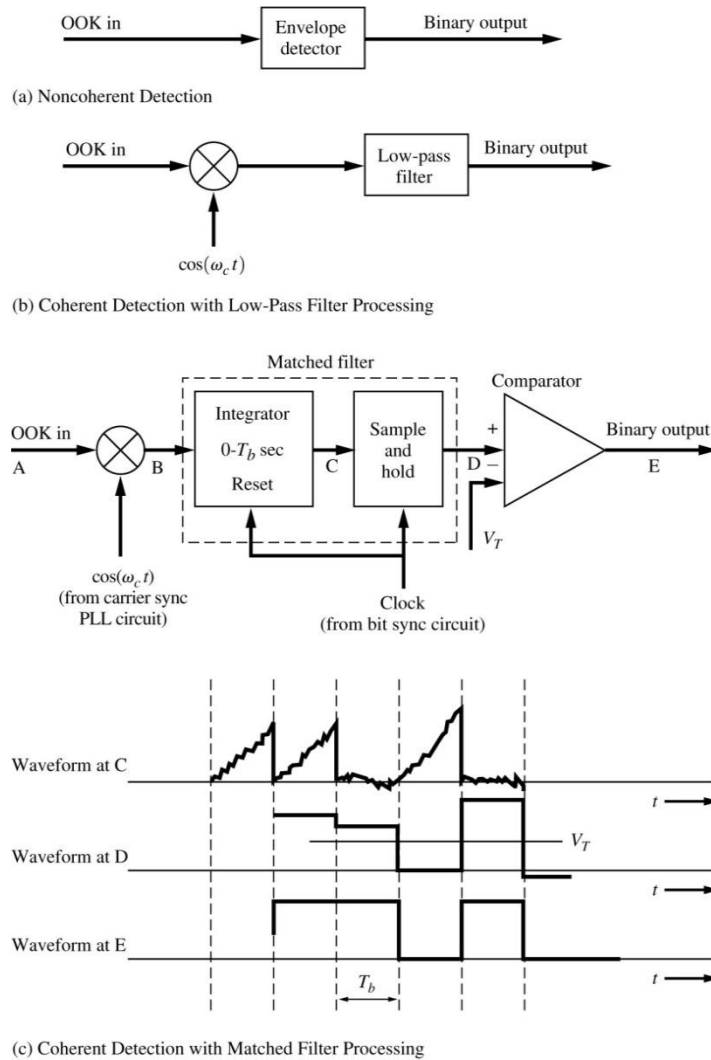 OOK in
Envelope
detector
Binary output
(a) Noncoherent Detection
OOK in
Low-pass
filter
Binary output
cos(ω_c t)
(b) Coherent Detection with Low-Pass Filter Processing
Matched filter
Comparator
OOK in
A
B
Integrator
0-T_b sec
Reset
C
Sample
and
hold
D
+
−
V_T
Binary output
E
cos(ω_c t)
(from carrier sync
PLL circuit)
Clock
(from bit sync circuit)
Waveform at C
t
Waveform at D
V_T
t
Waveform at E
T_b
t
(c) Coherent Detection with Matched Filter Processing